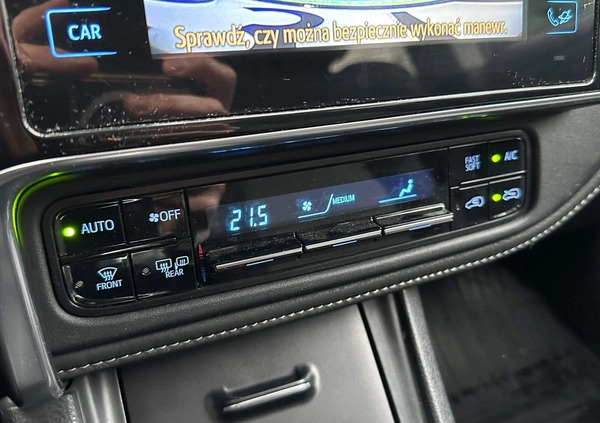 CAR
Sprawdź, czy można bezpiecznie wykonać manewr.
FAST
SOFT
A/C
AUTO
OFF
21.5
MEDIUM
FRONT
REAR